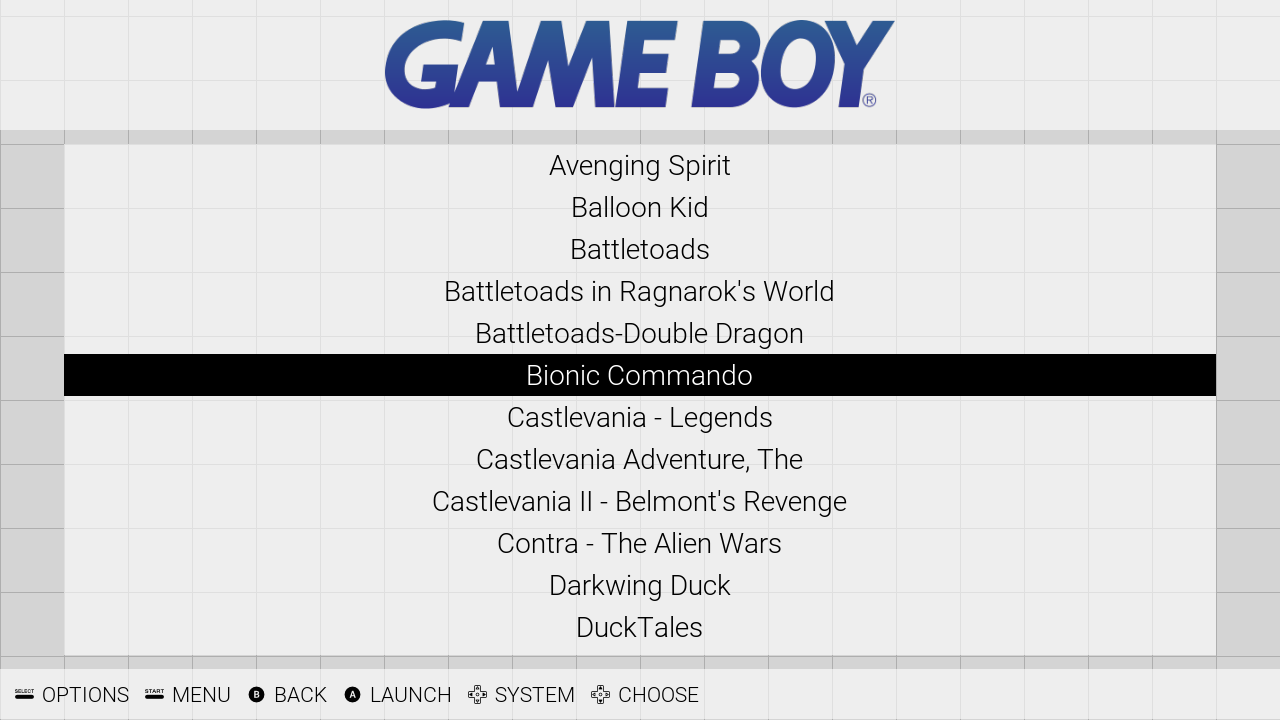 GAME BOY®
Avenging Spirit
Balloon Kid
Battletoads
Battletoads in Ragnarok's World
Battletoads-Double Dragon
Bionic Commando
Castlevania - Legends
Castlevania Adventure, The
Castlevania II - Belmont's Revenge
Contra - The Alien Wars
Darkwing Duck
DuckTales
SELECT OPTIONS START MENU B BACK A LAUNCH SYSTEM CHOOSE